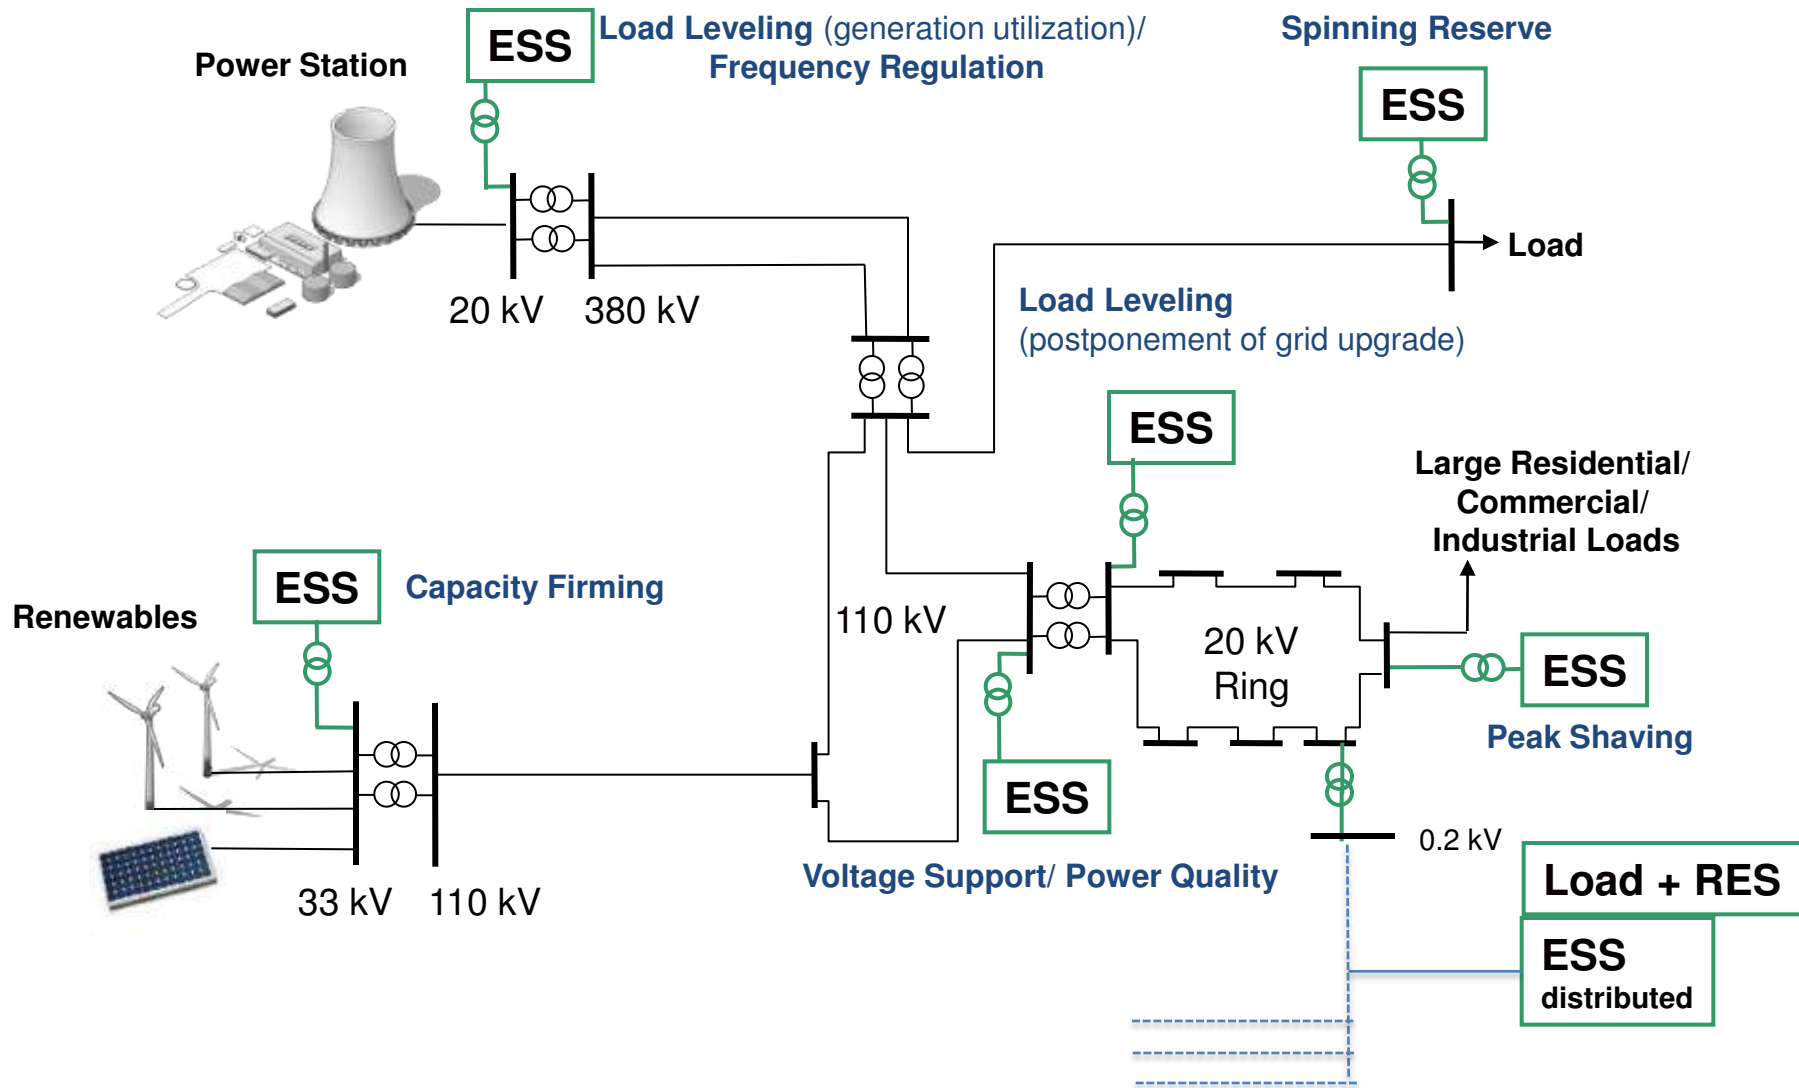 ESS
Load Leveling (generation utilization)/
Frequency Regulation
Spinning Reserve
Power Station
ESS
Load
20 kV
380 kV
Load Leveling
(postponement of grid upgrade)
ESS
Large Residential/
Commercial/
Industrial Loads
ESS
Capacity Firming
Renewables
110 kV
20 kV
Ring
ESS
Peak Shaving
ESS
0.2 kV
Voltage Support/ Power Quality
33 kV
110 kV
Load + RES
ESS
distributed